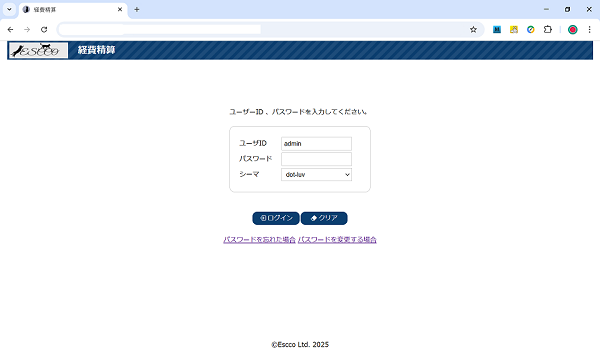 経費精算
ESCCO 経費精算
ユーザーID 、パスワードを入力してください。
ユーザID admin
パスワード
シーマ dot-luv
ログイン クリア
パスワードを忘れた場合 パスワードを変更する場合
©Escco Ltd. 2025